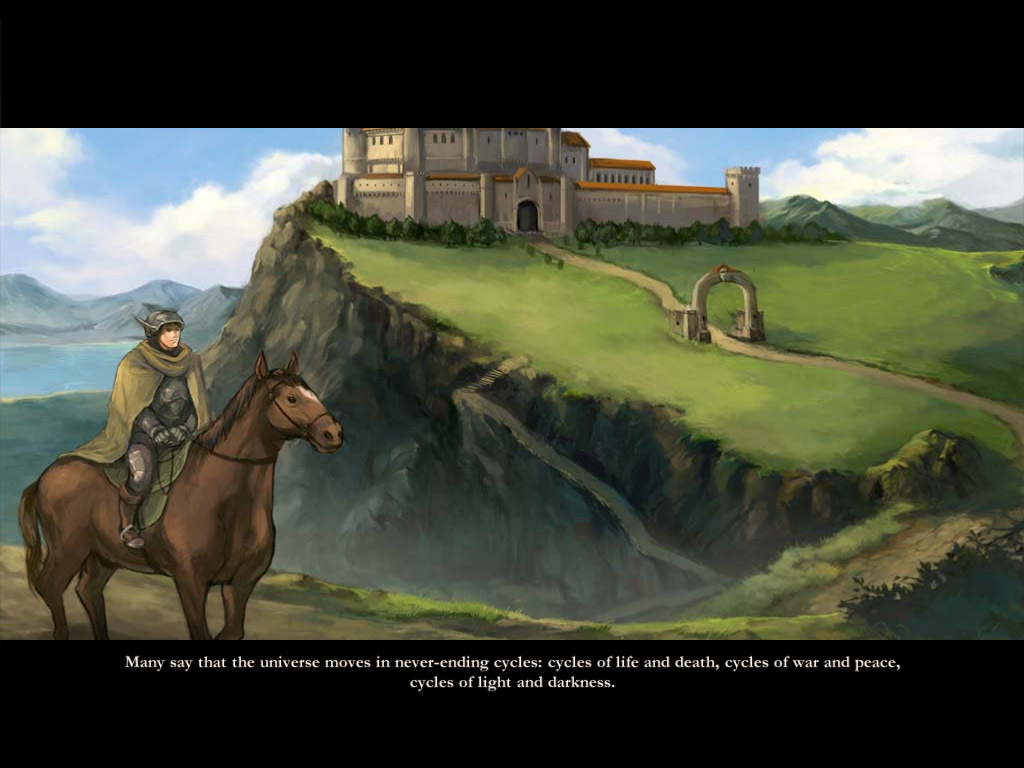 Many say that the universe moves in never-ending cycles: cycles of life and death, cycles of war and peace,
cycles of light and darkness.